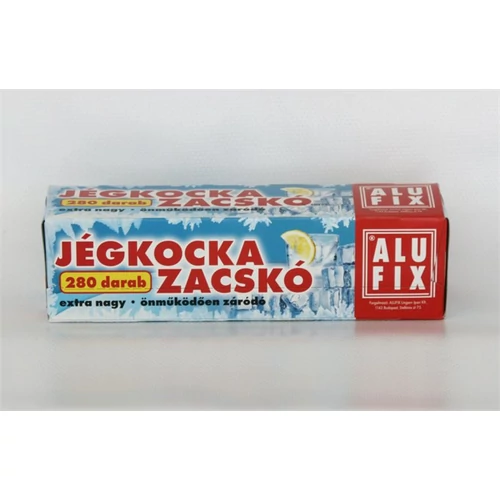 JÉGKOCKA
280 darab ZACSKÓ
extra nagy • önműködően záródó
ALU
FIX
JÉGKOCKA
280 darab ZACSKÓ
extra nagy • önműködően záródó
®ALU
FIX